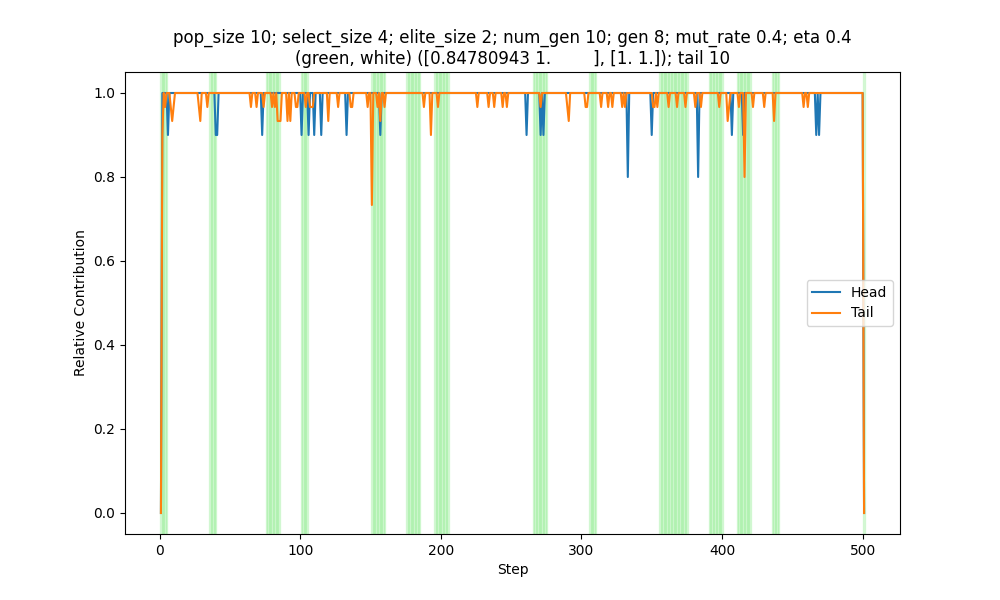 pop_size 10; select_size 4; elite_size 2; num_gen 10; gen 8; mut_rate 0.4; eta 0.4
(green, white) ([0.84780943 1.        ], [1. 1.]); tail 10
1.0
0.8
0.6
0.4
0.2
0.0
Relative Contribution
Head
Tail
0 100 200 300 400 500
Step